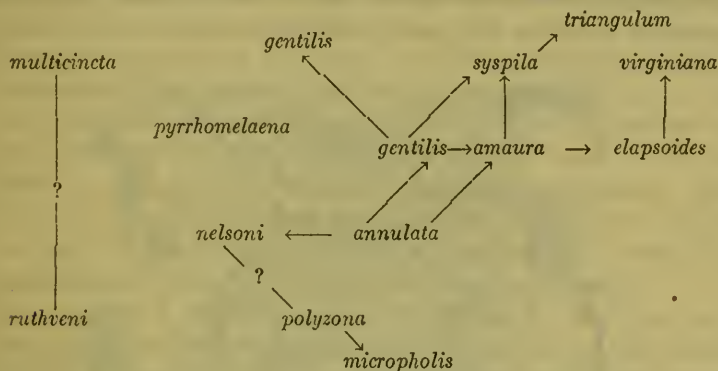 triangulum
gentilis
multicincta syspila virginiana
pyrrhomelaena
gentilis amaura elapsoides
?
nelsoni annulata
?
ruthveni polyzona
micropholis